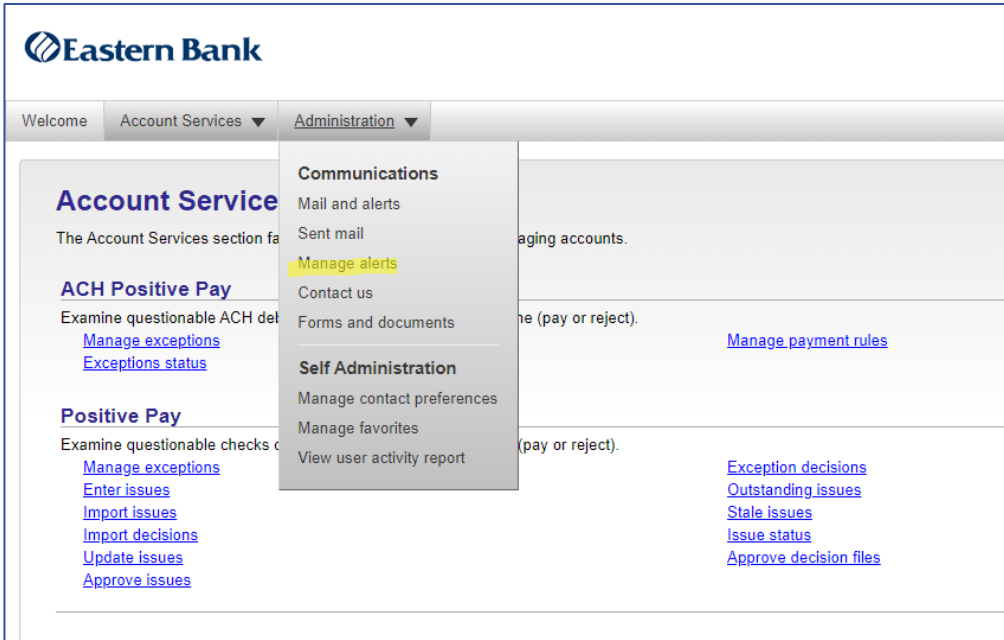 Eastern Bank
Welcome Account Services Administration
Communications
Mail and alerts
Sent mail
Manage alerts
Contact us
Forms and documents
Self Administration
Manage contact preferences
Manage favorites
View user activity report
Account Service
The Account Services section fa aging accounts.
ACH Positive Pay
Examine questionable ACH deb he (pay or reject).
Manage exceptions Manage payment rules
Exceptions status
Positive Pay
Examine questionable checks c (pay or reject).
Manage exceptions Exception decisions
Enter issues Outstanding issues
Import issues Stale issues
Import decisions Issue status
Update issues Approve decision files
Approve issues